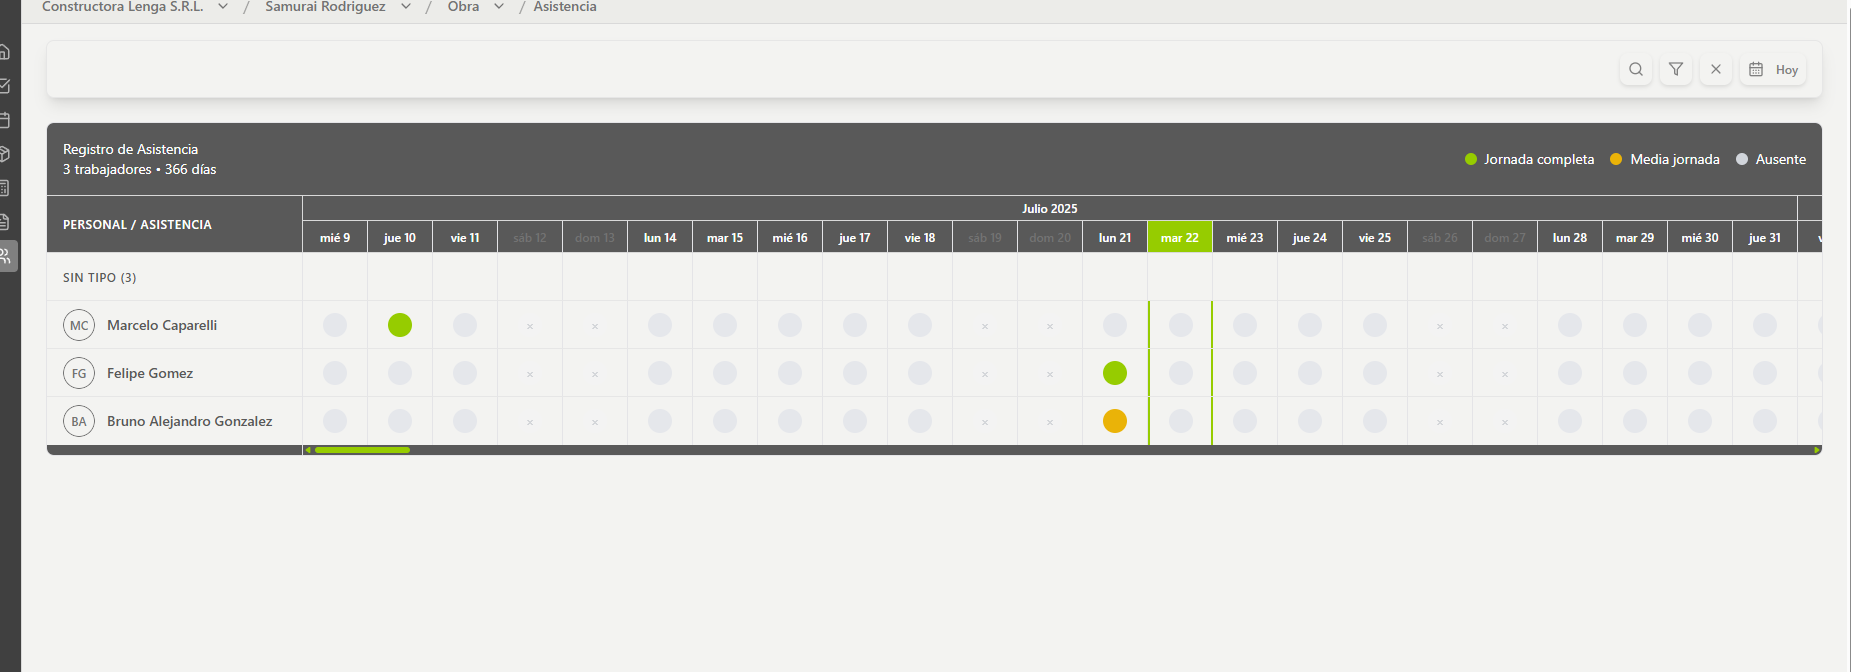 Constructora Lenga S.R.L. / Samurai Rodriguez / Obra / Asistencia
Hoy
Registro de Asistencia
3 trabajadores • 366 días
Jornada completa Media jornada Ausente
PERSONAL / ASISTENCIA
Julio 2025
mié 9 jue 10 vie 11 sáb 12 dom 13 lun 14 mar 15 mié 16 jue 17 vie 18 sáb 19 dom 20 lun 21 mar 22 mié 23 jue 24 vie 25 sáb 26 dom 27 lun 28 mar 29 mié 30 jue 31
SIN TIPO (3)
MC Marcelo Caparelli × × × × × ×
FG Felipe Gomez × × × × × ×
BA Bruno Alejandro Gonzalez × × × × × ×